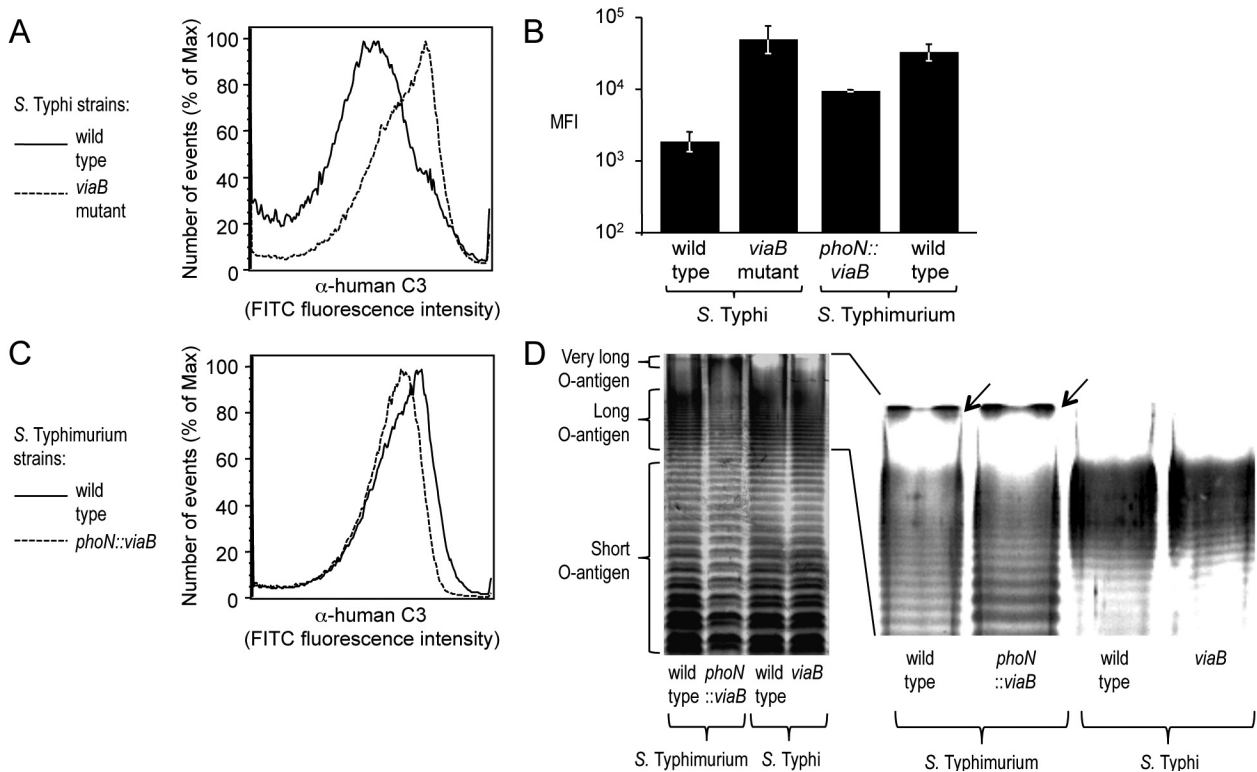 A
S. Typhi strains:
wild
type
viaB
mutant
Number of events (% of Max)
100
80
60
40
20
0
α-human C3
(FITC fluorescence intensity)
B
MFI
10^5
10^4
10^3
10^2
wild
type
viaB
mutant
phoN::
viaB
wild
type
S. Typhi
S. Typhimurium
C
S. Typhimurium
strains:
wild
type
phoN::viaB
Number of events (% of Max)
100
80
60
40
20
0
α-human C3
(FITC fluorescence intensity)
D
Very long
O-antigen
Long
O-antigen
Short
O-antigen
wild
type
phoN
::viaB
wild
type
viaB
S. Typhimurium
S. Typhi
wild
type
phoN
::viaB
wild
type
viaB
S. Typhimurium
S. Typhi